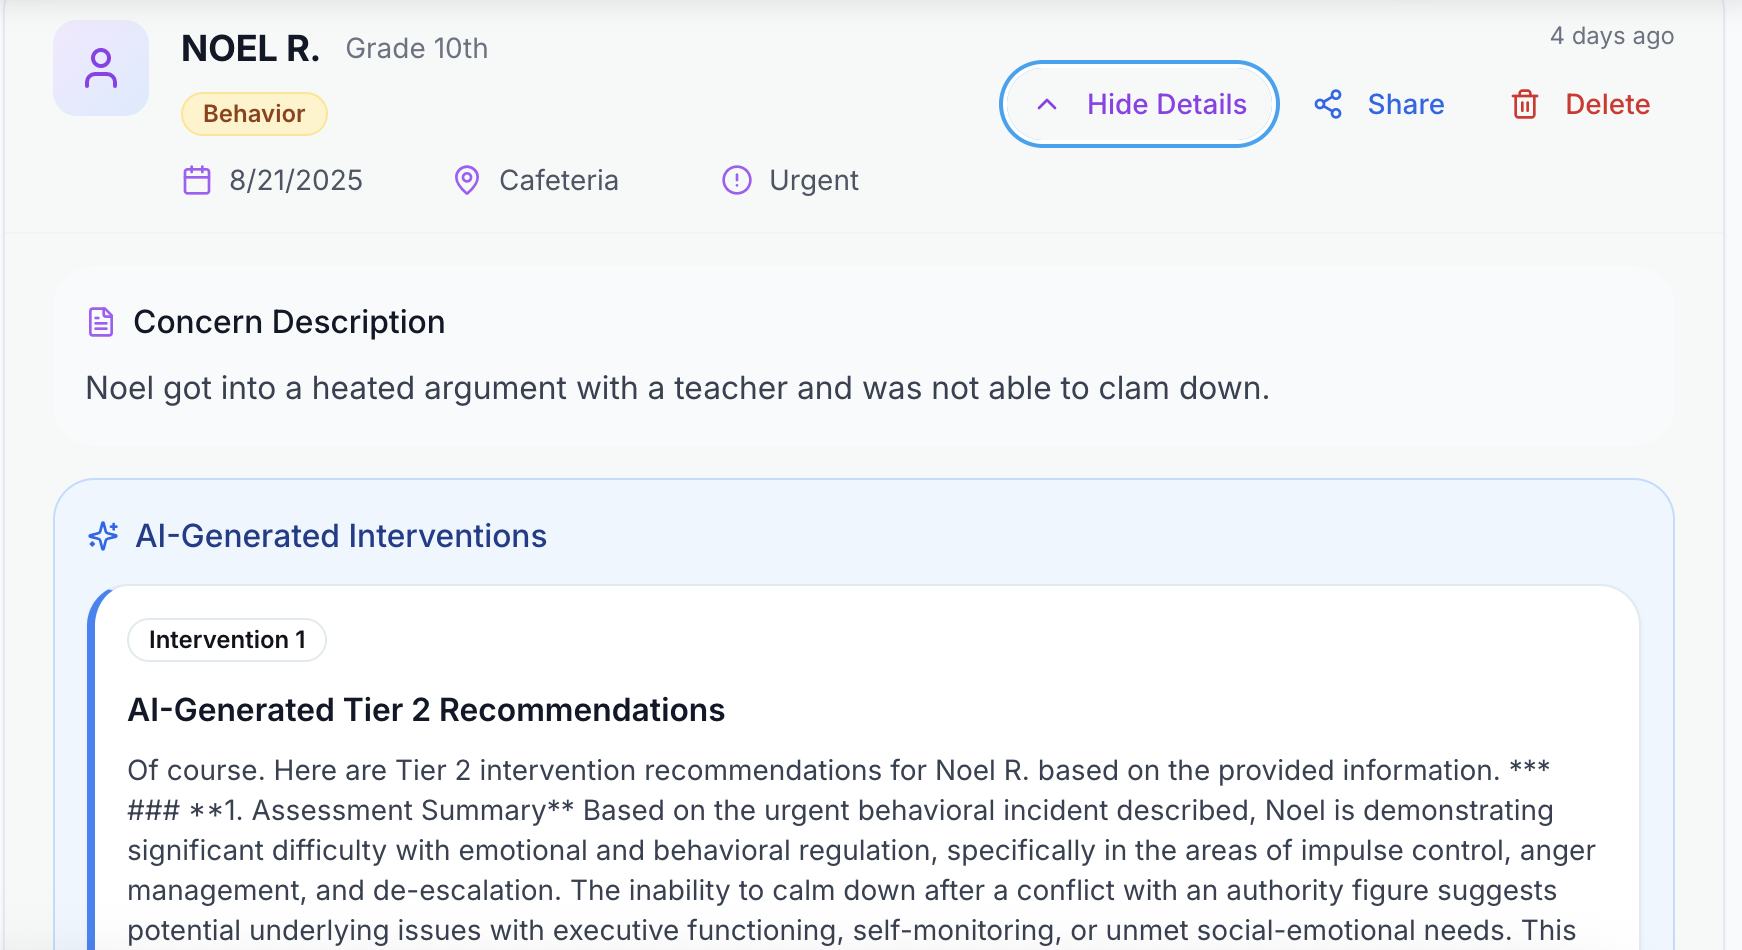 NOEL R. Grade 10th
4 days ago
Behavior
Hide Details
Share
Delete
8/21/2025
Cafeteria
Urgent
Concern Description
Noel got into a heated argument with a teacher and was not able to clam down.
AI-Generated Interventions
Intervention 1
AI-Generated Tier 2 Recommendations
Of course. Here are Tier 2 intervention recommendations for Noel R. based on the provided information. ***
### **1. Assessment Summary** Based on the urgent behavioral incident described, Noel is demonstrating
significant difficulty with emotional and behavioral regulation, specifically in the areas of impulse control, anger
management, and de-escalation. The inability to calm down after a conflict with an authority figure suggests
potential underlying issues with executive functioning, self-monitoring, or unmet social-emotional needs. This